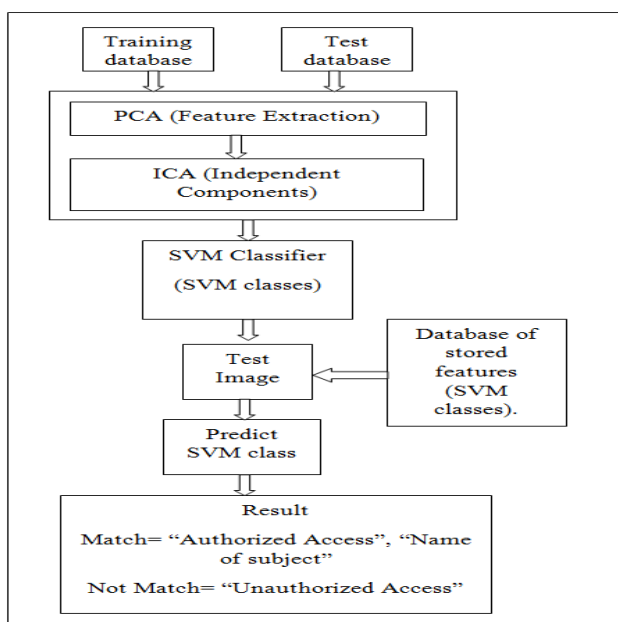 Training
database
Test
database
PCA (Feature Extraction)
ICA (Independent
Components)
SVM Classifier
(SVM classes)
Test
Image
Database of
stored
features
(SVM
classes).
Predict
SVM class
Result
Match= “Authorized Access”, “Name
of subject”
Not Match= “Unauthorized Access”